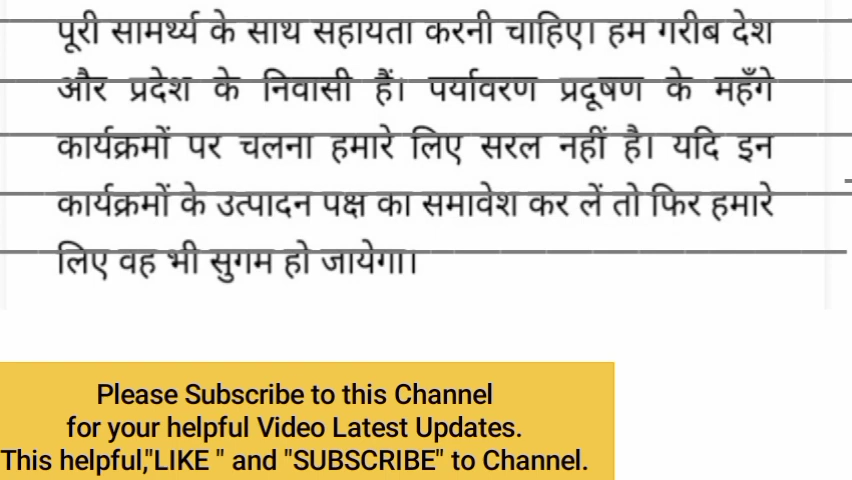 पूरी सामर्थ्य के साथ सहायता करनी चाहिए। हम गरीब देश
और प्रदेश के निवासी हैं। पर्यावरण प्रदूषण के महँगे
कार्यक्रमों पर चलना हमारे लिए सरल नहीं है। यदि इन
कार्यक्रमों के उत्पादन पक्ष का समावेश कर लें तो फिर हमारे
लिए वह भी सुगम हो जायेगा।
Please Subscribe to this Channel
for your helpful Video Latest Updates.
This helpful,"LIKE " and "SUBSCRIBE" to Channel.